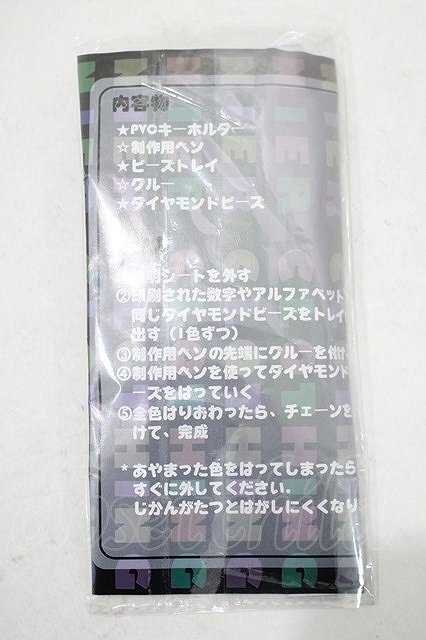 内容物
★PVCキーホルダー
☆制作用ペン
★ビーズトレイ
☆グルー
★ダイヤモンドビーズ
シートを外す
②印刷された数字やアルファベット
同じダイヤモンドビーズをトレイ
出す（1色ずつ）
③制作用ペンの先端にグルーを付け
④制作用ペンを使ってダイヤモンド
ーズをはっていく
⑤全色はりおわったら、チェーンを
けて、完成
*あやまった色をはってしまったら
すぐに外してください.
じかんがたつとはがしにくくなり